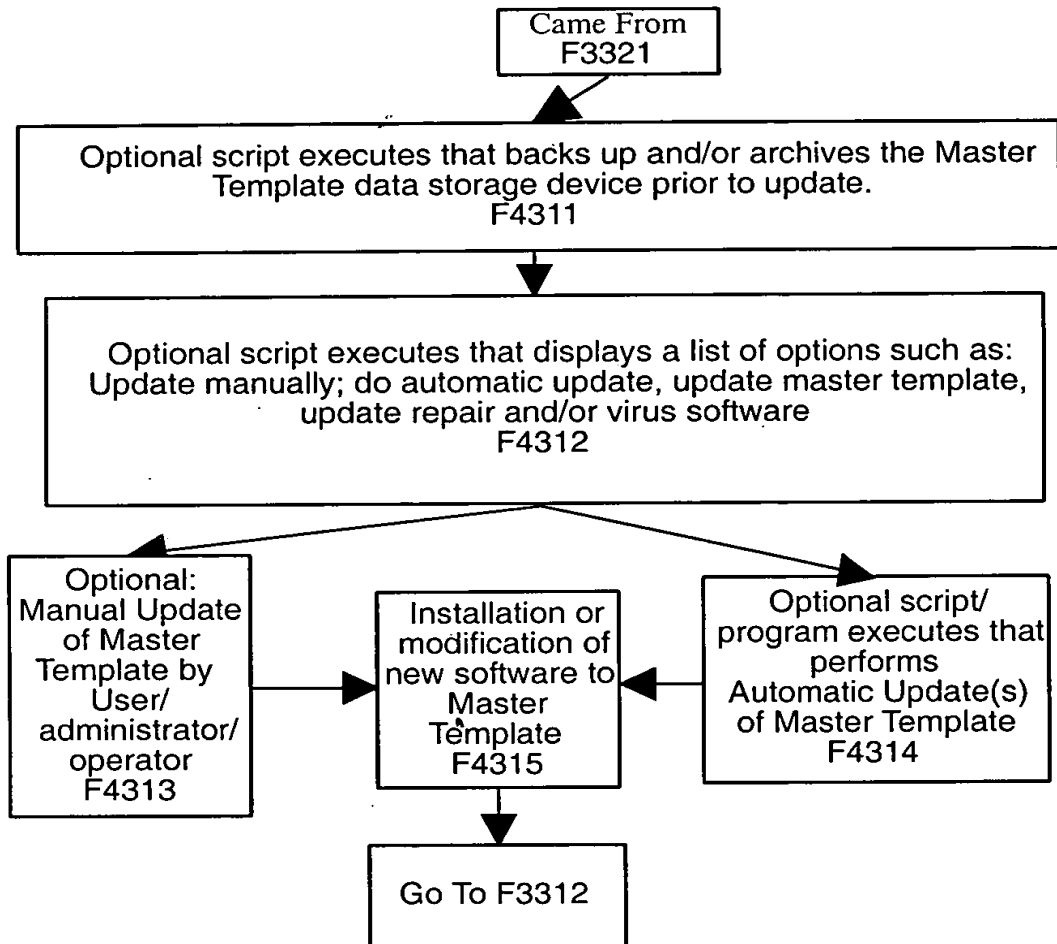 Came From
F3321
Optional script executes that backs up and/or archives the Master
Template data storage device prior to update.
F4311
Optional script executes that displays a list of options such as:
Update manually; do automatic update, update master template,
update repair and/or virus software
F4312
Optional:
Manual Update
of Master
Template by
User/
administrator/
operator
F4313
Installation or
modification of
new software to
Master
Template
F4315
Optional script/
program executes that
performs
Automatic Update(s)
of Master Template
F4314
Go To F3312